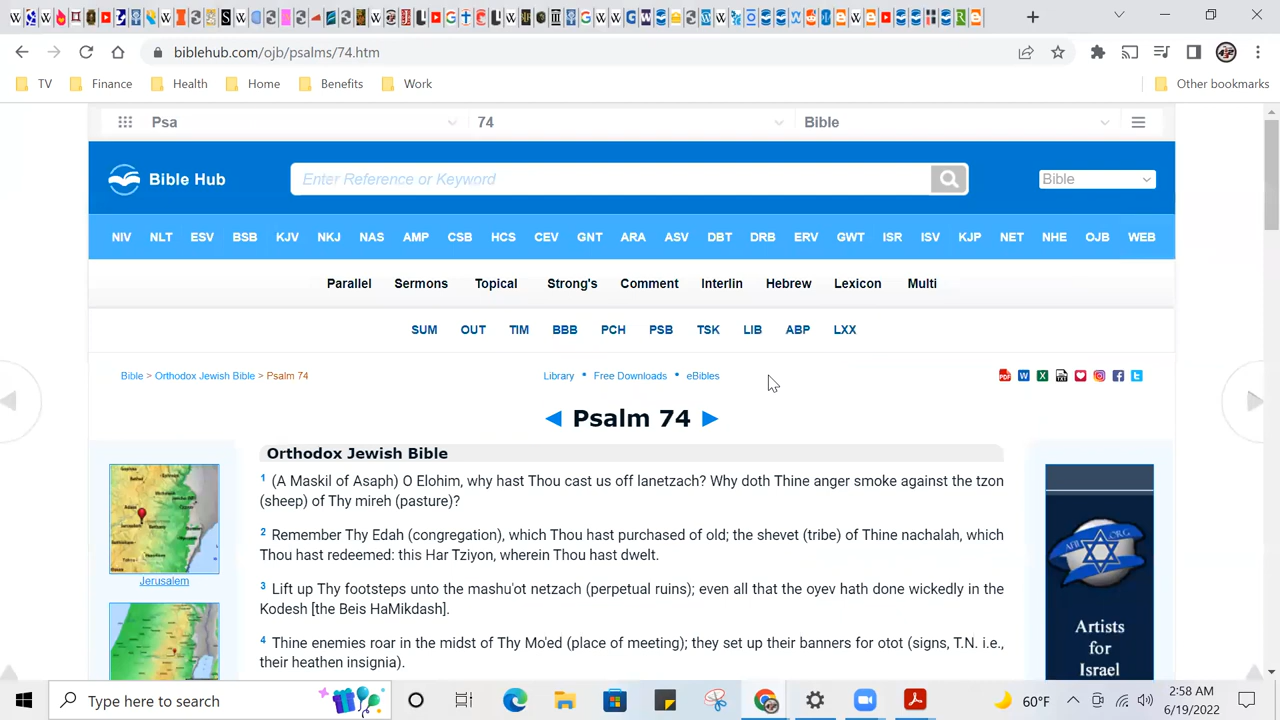 biblehub.com/ojb/psalms/74.htm
TV Finance Health Home Benefits Work Other bookmarks
Psa 74 Bible
Bible Hub Enter Reference or Keyword Bible
NIV NLT ESV BSB KJV NKJ NAS AMP CSB HCS CEV GNT ARA ASV DBT DRB ERV GWT ISR ISV KJP NET NHE OJB WEB
Parallel Sermons Topical Strong's Comment Interlin Hebrew Lexicon Multi
SUM OUT TIM BBB PCH PSB TSK LIB ABP LXX
Bible > Orthodox Jewish Bible > Psalm 74 Library • Free Downloads • eBibles
◄ Psalm 74 ►
Orthodox Jewish Bible
1 (A Maskil of Asaph) O Elohim, why hast Thou cast us off lanetzach? Why doth Thine anger smoke against the tzon
(sheep) of Thy mireh (pasture)?
2 Remember Thy Edah (congregation), which Thou hast purchased of old; the shevet (tribe) of Thine nachalah, which
Thou hast redeemed: this Har Tziyon, wherein Thou hast dwelt.
Jerusalem
3 Lift up Thy footsteps unto the mashu'ot netzach (perpetual ruins); even all that the oyev hath done wickedly in the
Kodesh [the Beis HaMikdash].
4 Thine enemies roar in the midst of Thy Mo'ed (place of meeting); they set up their banners for otot (signs, T.N. i.e.,
their heathen insignia).
AFII.ORG
Artists
for
Israel
Type here to search
60°F
2:58 AM
6/19/2022